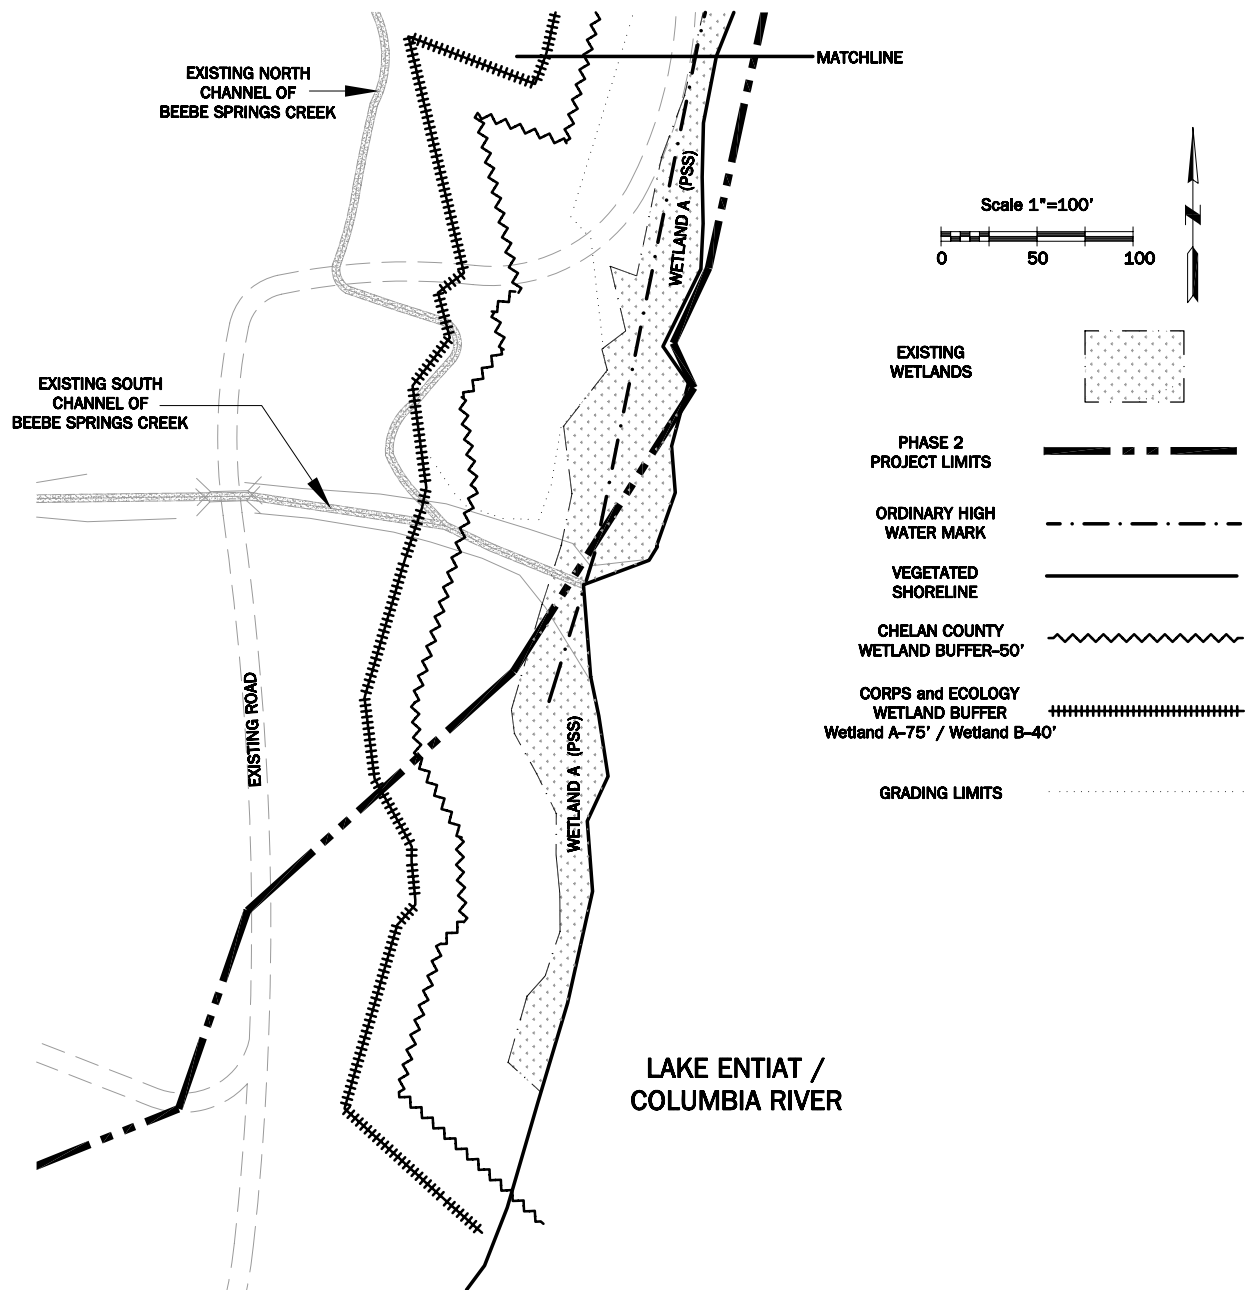 MATCHLINE
EXISTING NORTH
CHANNEL OF
BEEBE SPRINGS CREEK
WETLAND A (PSS)
Scale 1"=100'
0 50 100
EXISTING
WETLANDS
EXISTING SOUTH
CHANNEL OF
BEEBE SPRINGS CREEK
PHASE 2
PROJECT LIMITS
ORDINARY HIGH
WATER MARK
VEGETATED
SHORELINE
CHELAN COUNTY
WETLAND BUFFER-50'
CORPS and ECOLOGY
WETLAND BUFFER
Wetland A-75' / Wetland B-40'
EXISTING ROAD
WETLAND A (PSS)
GRADING LIMITS
LAKE ENTIAT /
COLUMBIA RIVER